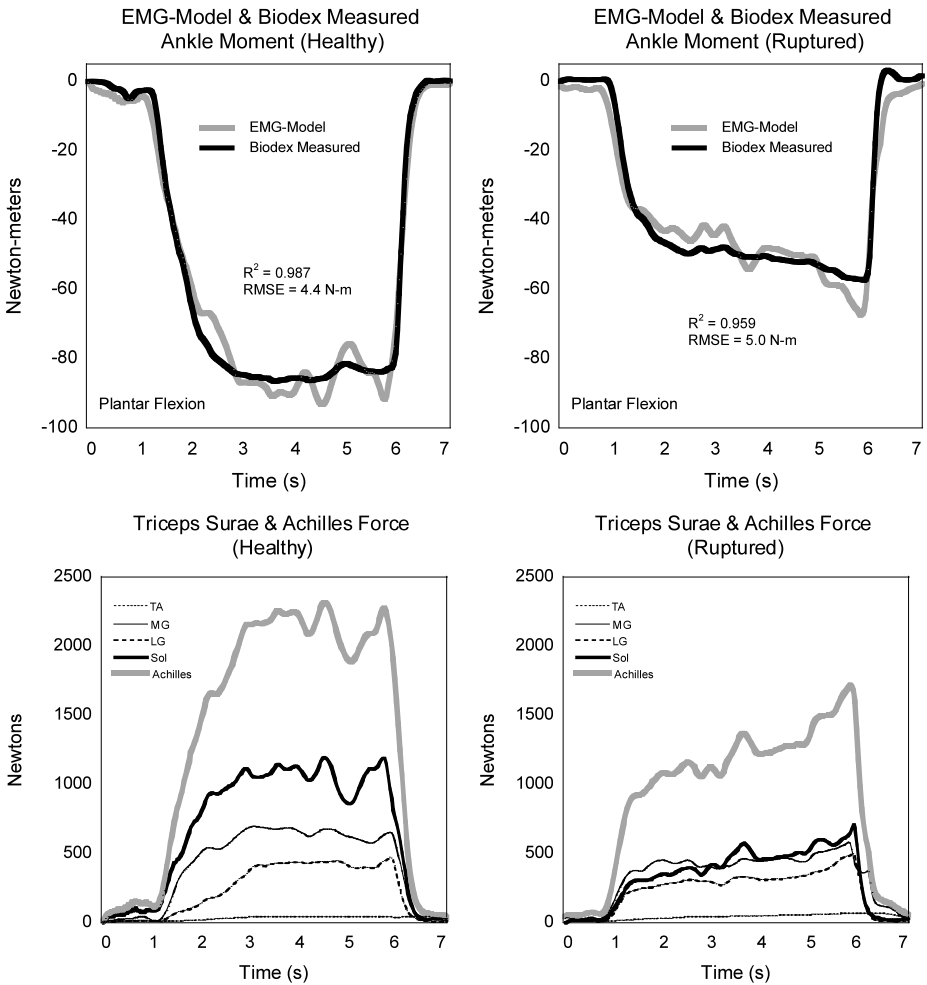 EMG-Model & Biodex Measured
Ankle Moment (Healthy)
0
-20
-40
-60
-80
-100
Newton-meters
EMG-Model
Biodex Measured
R² = 0.987
RMSE = 4.4 N-m
Plantar Flexion
0 1 2 3 4 5 6 7
Time (s)
EMG-Model & Biodex Measured
Ankle Moment (Ruptured)
0
-20
-40
-60
-80
-100
Newton-meters
EMG-Model
Biodex Measured
R² = 0.959
RMSE = 5.0 N-m
Plantar Flexion
0 1 2 3 4 5 6 7
Time (s)
Triceps Surae & Achilles Force
(Healthy)
2500
2000
1500
1000
500
0
Newtons
TA
MG
LG
Sol
Achilles
0 1 2 3 4 5 6 7
Time (s)
Triceps Surae & Achilles Force
(Ruptured)
2500
2000
1500
1000
500
0
Newtons
TA
MG
LG
Sol
Achilles
0 1 2 3 4 5 6 7
Time (s)